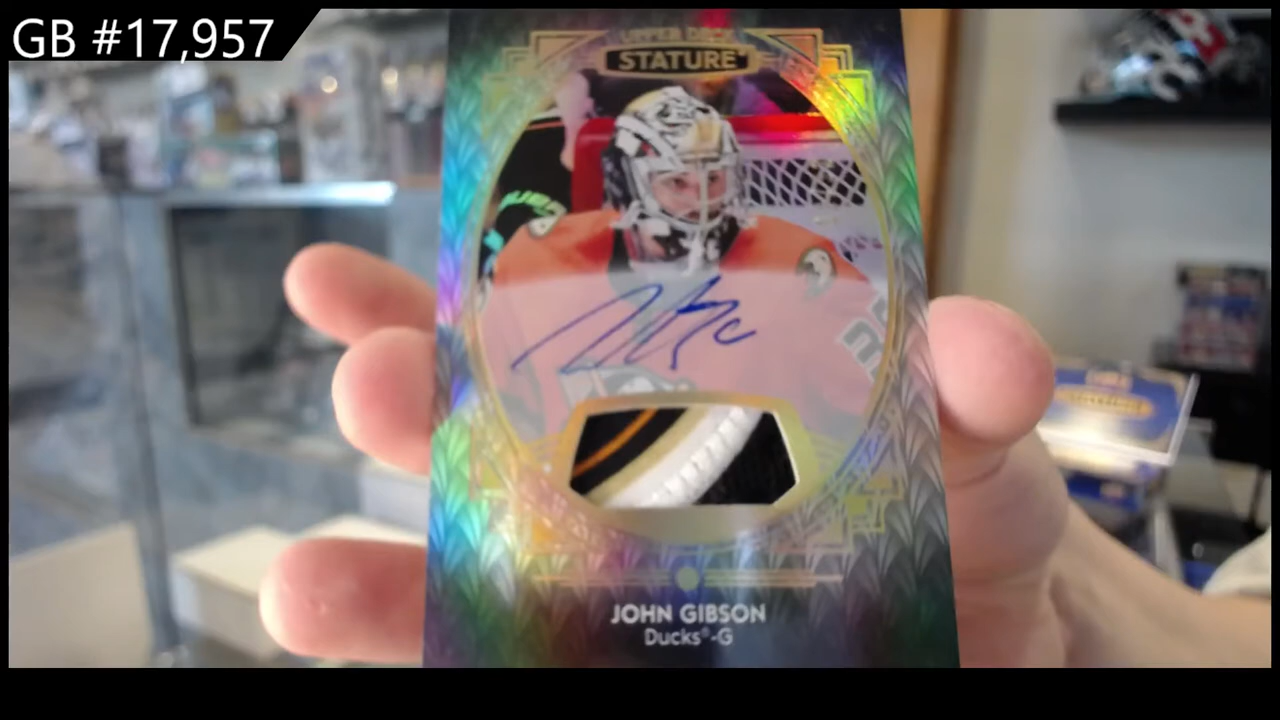 GB #17,957
UPPER DECK
STATURE
JOHN GIBSON
Ducks®-G